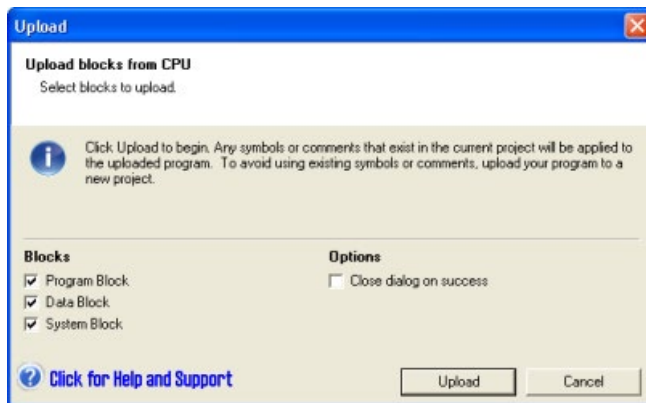 Upload
Upload blocks from CPU
Select blocks to upload.
Click Upload to begin. Any symbols or comments that exist in the current project will be applied to
the uploaded program. To avoid using existing symbols or comments, upload your program to a
new project.
Blocks
Options
Program Block
Close dialog on success
Data Block
System Block
Click for Help and Support
Upload
Cancel